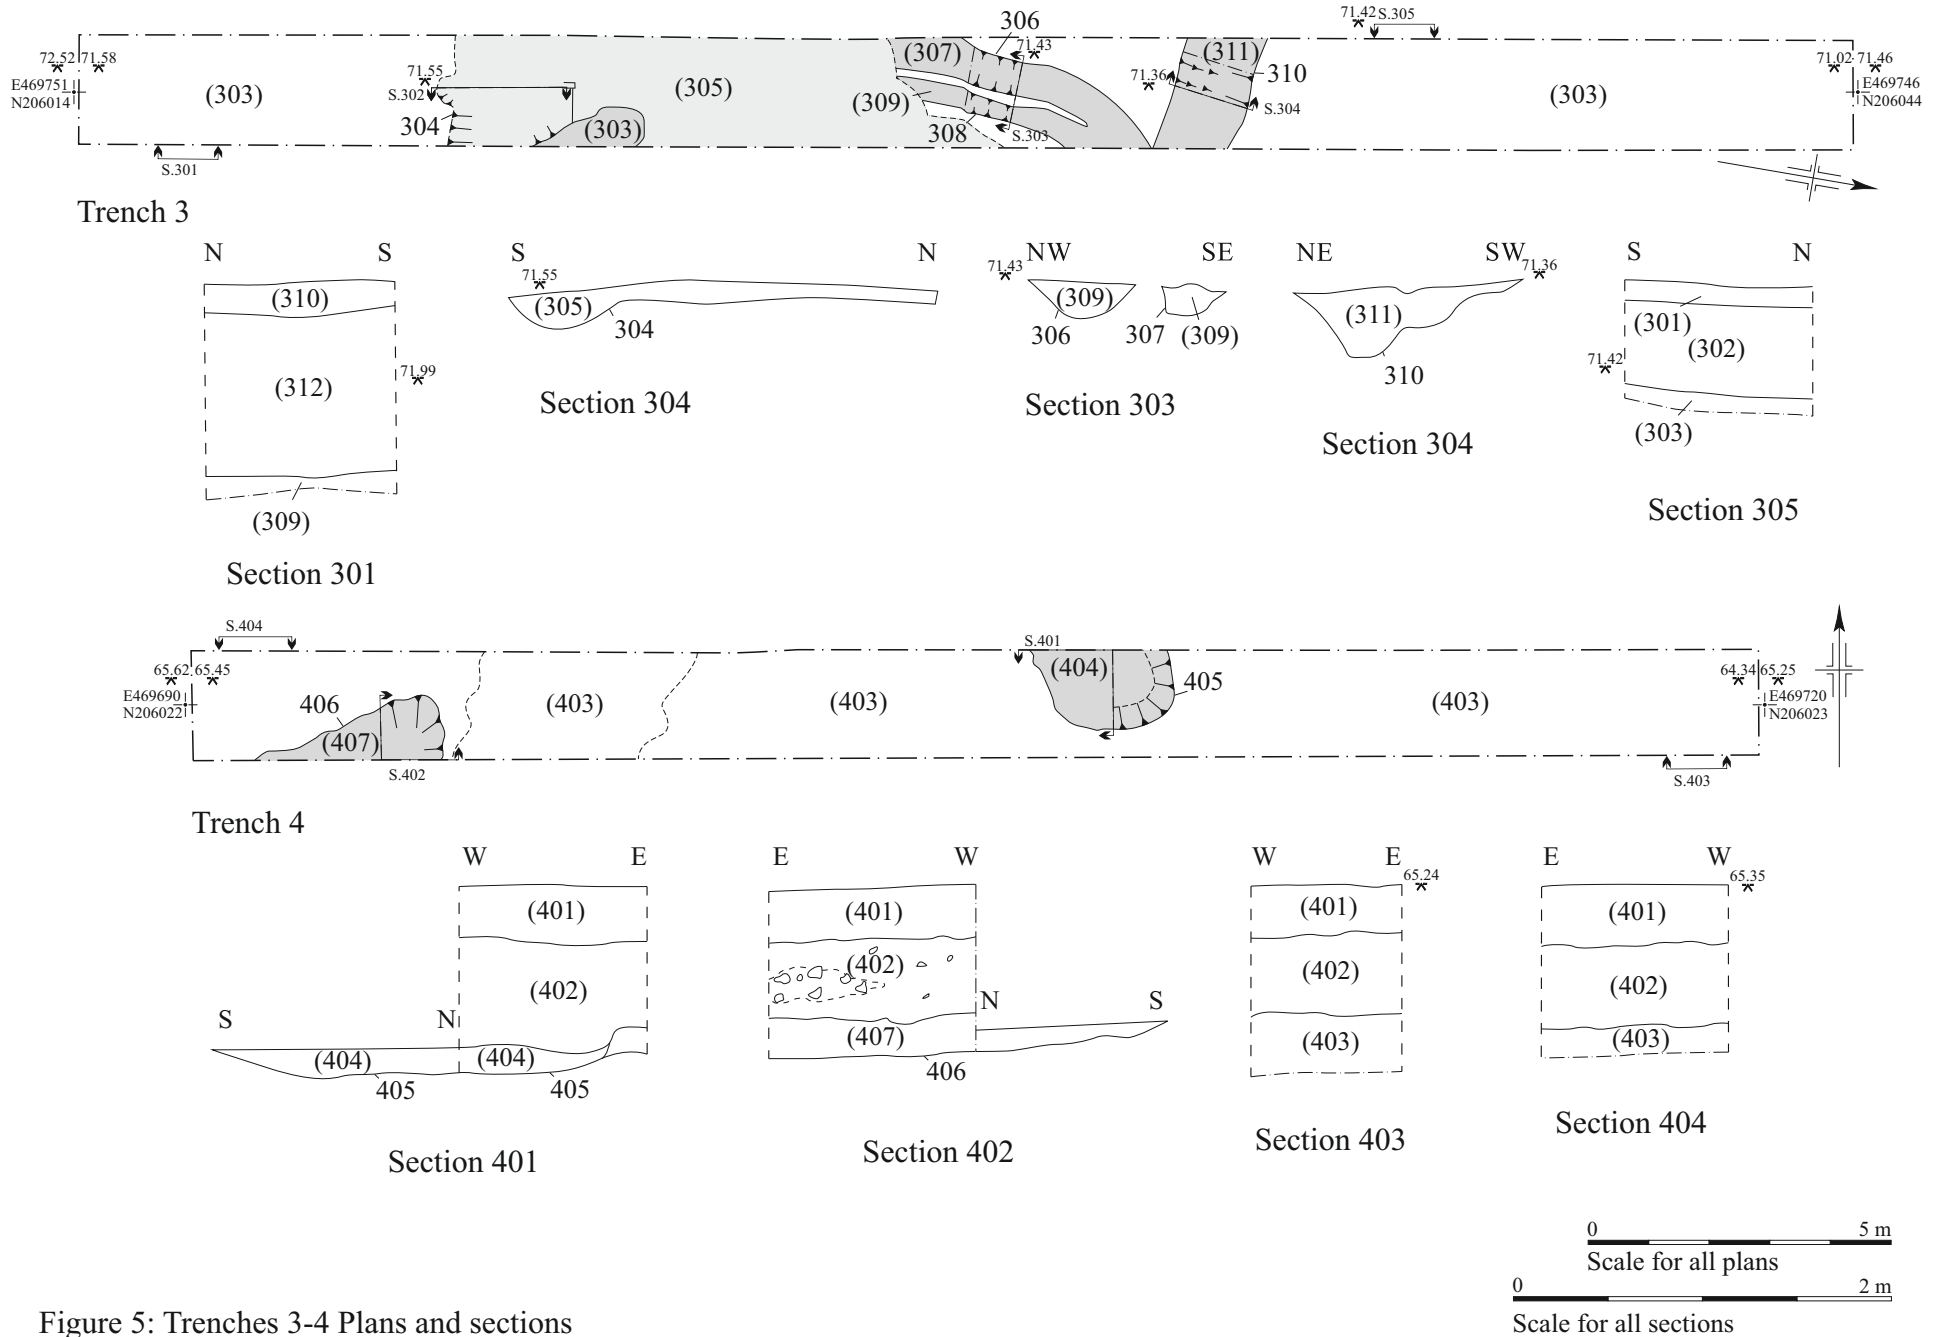 71.42
S.305
306
72.52 71.58
71.43
(307)
(311)
71.02 71.46
E469751
N206014
(303)
71.55
S.302
(305)
(309)
71.36
310
(303)
E469746
N206044
304
(303)
308
S.303
S.304
S.301
Trench 3
N S
S N
NW SE
NE SW
S N
71.55
71.43
71.36
(310)
(305)
304
(309)
306
307
(309)
(311)
310
(301)
(302)
71.42
(303)
(312)
71.99
(309)
Section 304
Section 303
Section 304
Section 305
Section 301
S.404
S.401
65.62 65.45
64.34 65.25
E469690
N206022
406
(407)
S.402
(403)
(403)
(404)
405
(403)
E469720
N206023
S.403
Trench 4
W E
E W
W E
E W
65.24
65.35
(401)
(401)
(401)
(401)
(402)
(402)
(402)
(402)
S N
(404)
(404)
405
405
N S
(407)
406
(403)
(403)
Section 401
Section 402
Section 403
Section 404
0 5 m
Scale for all plans
0 2 m
Scale for all sections
Figure 5: Trenches 3-4 Plans and sections